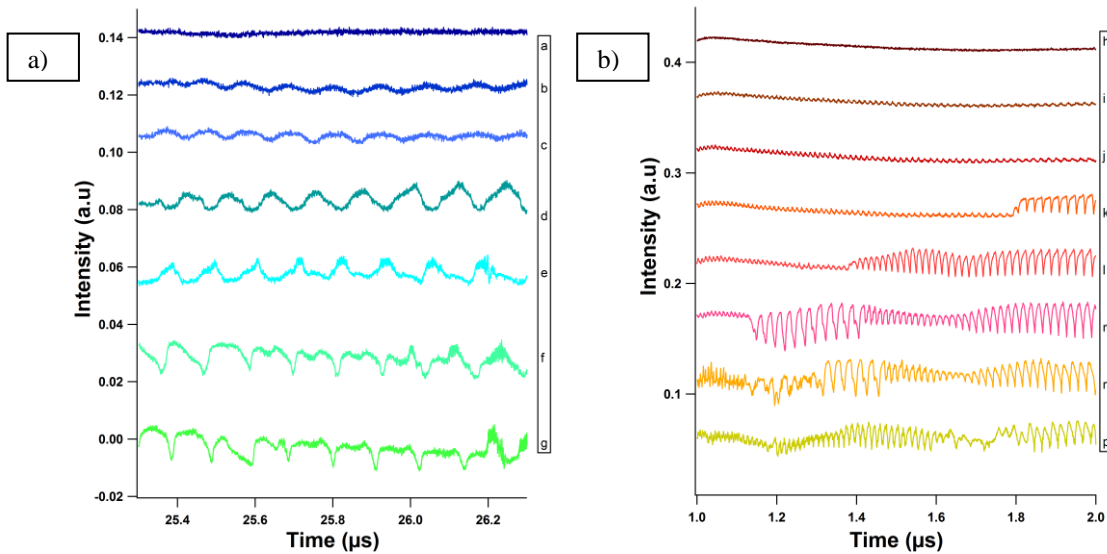 a)
0.14
0.12
0.10
0.08
0.06
0.04
0.02
0.00
-0.02
Intensity (a.u)
a
b
c
d
e
f
g
25.4
25.6
25.8
26.0
26.2
Time (µs)
b)
0.4
0.3
0.2
0.1
Intensity (a.u)
h
i
j
k
l
p
1.0
1.2
1.4
1.6
1.8
2.0
Time (µs)